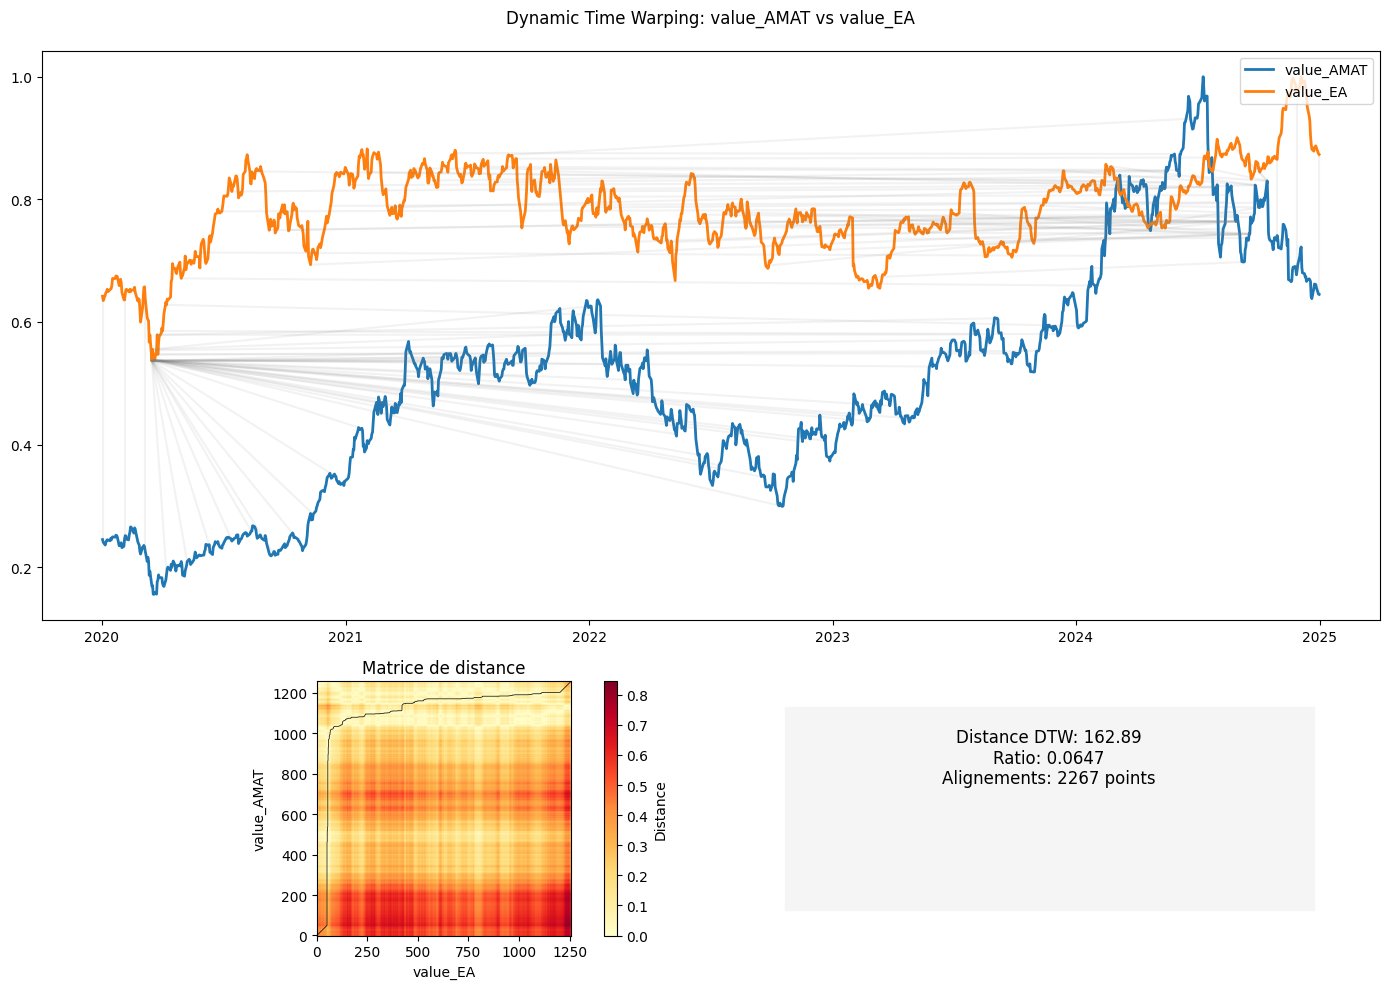 Dynamic Time Warping: value_AMAT vs value_EA
value_AMAT
value_EA
1.0
0.8
0.6
0.4
0.2
2020 2021 2022 2023 2024 2025
Matrice de distance
value_AMAT
1200
1000
800
600
400
200
0
0 250 500 750 1000 1250
value_EA
0.8
0.7
0.6
0.5
0.4
0.3
0.2
0.1
0.0
Distance
Distance DTW: 162.89
Ratio: 0.0647
Alignements: 2267 points